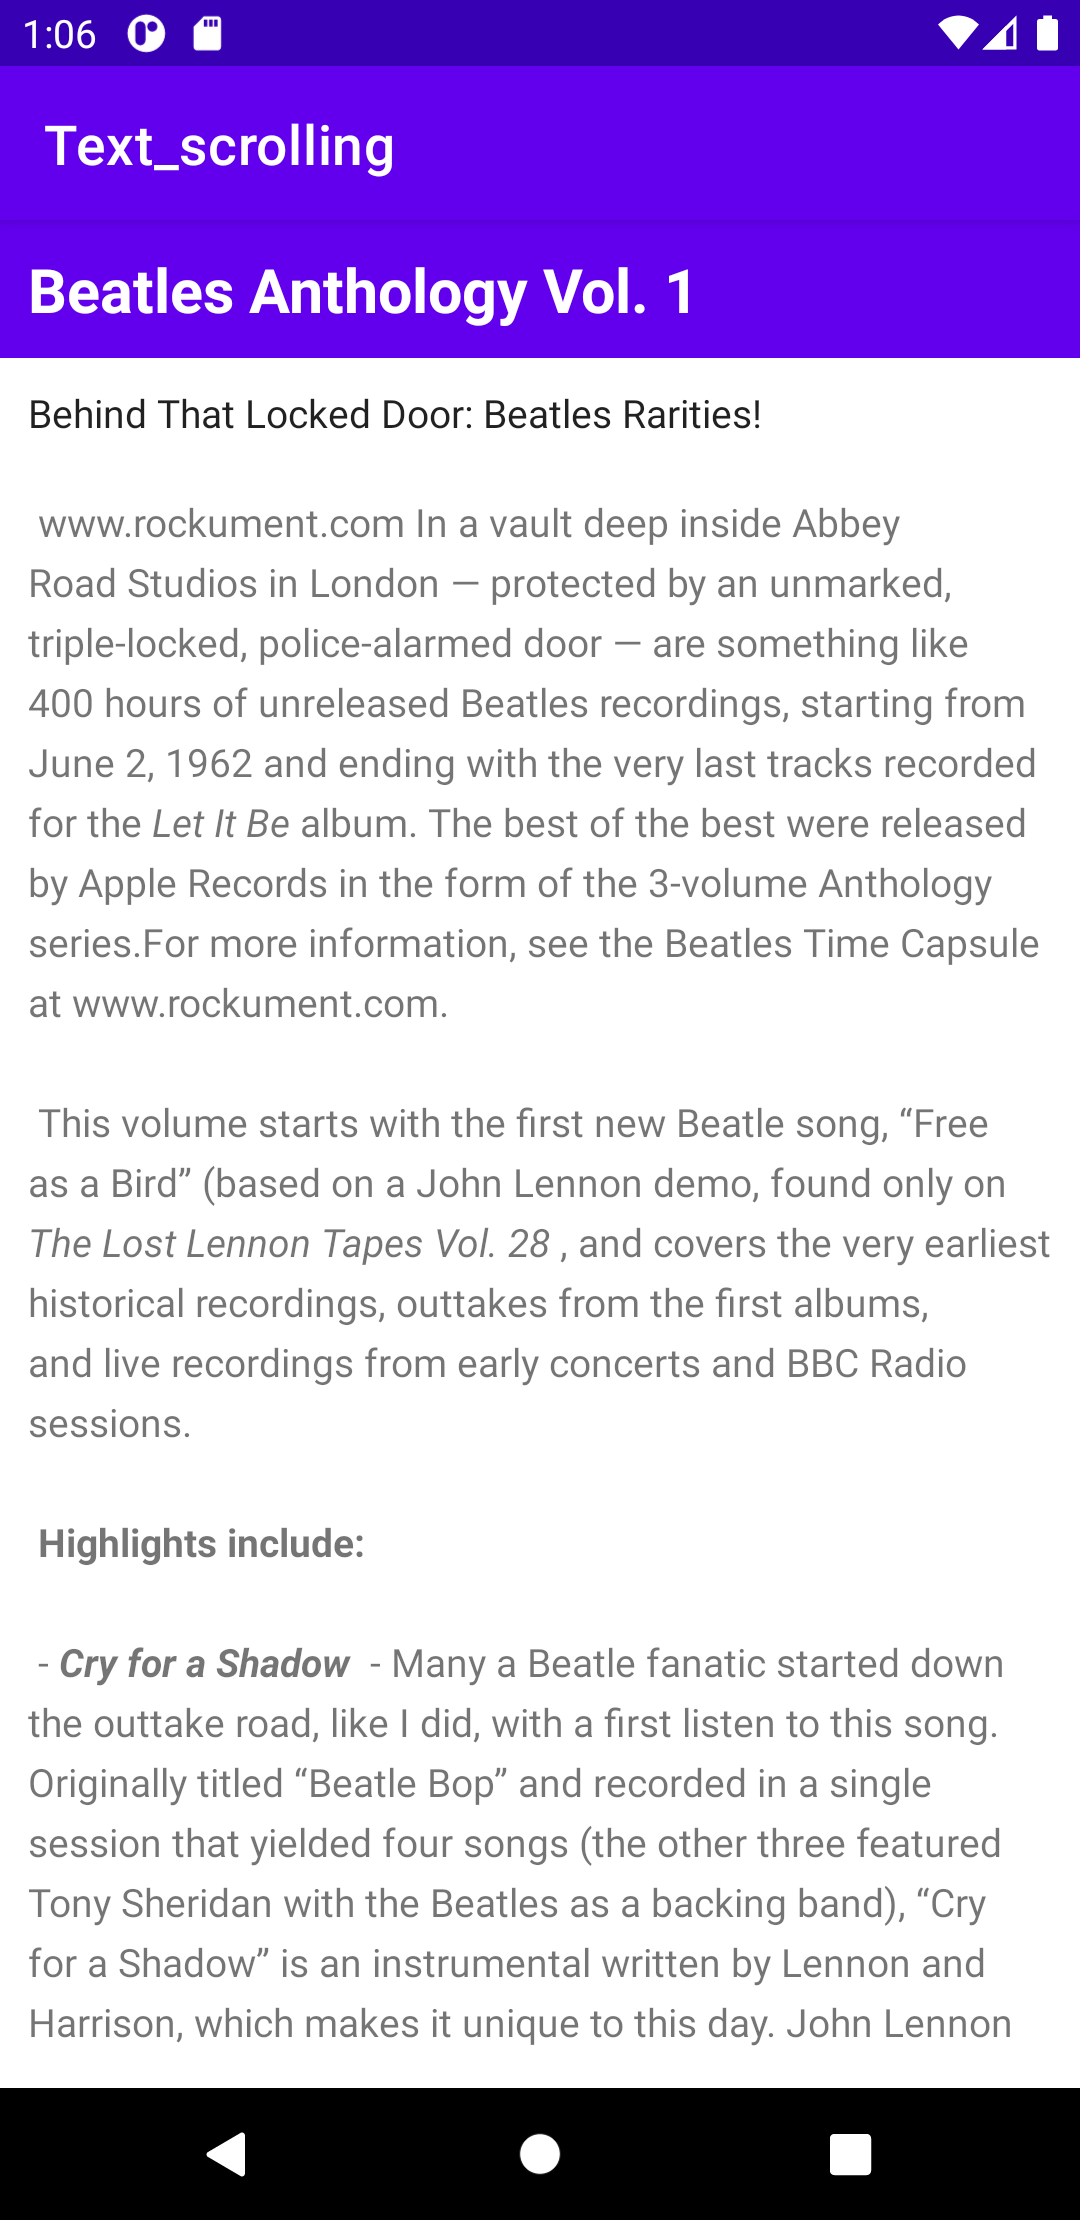 1:06
Text_scrolling
Beatles Anthology Vol. 1
Behind That Locked Door: Beatles Rarities!
www.rockument.com In a vault deep inside Abbey
Road Studios in London — protected by an unmarked,
triple-locked, police-alarmed door — are something like
400 hours of unreleased Beatles recordings, starting from
June 2, 1962 and ending with the very last tracks recorded
for the Let It Be album. The best of the best were released
by Apple Records in the form of the 3-volume Anthology
series.For more information, see the Beatles Time Capsule
at www.rockument.com.
This volume starts with the first new Beatle song, “Free
as a Bird” (based on a John Lennon demo, found only on
The Lost Lennon Tapes Vol. 28 , and covers the very earliest
historical recordings, outtakes from the first albums,
and live recordings from early concerts and BBC Radio
sessions.
Highlights include:
- Cry for a Shadow  - Many a Beatle fanatic started down
the outtake road, like I did, with a first listen to this song.
Originally titled “Beatle Bop” and recorded in a single
session that yielded four songs (the other three featured
Tony Sheridan with the Beatles as a backing band), “Cry
for a Shadow” is an instrumental written by Lennon and
Harrison, which makes it unique to this day. John Lennon